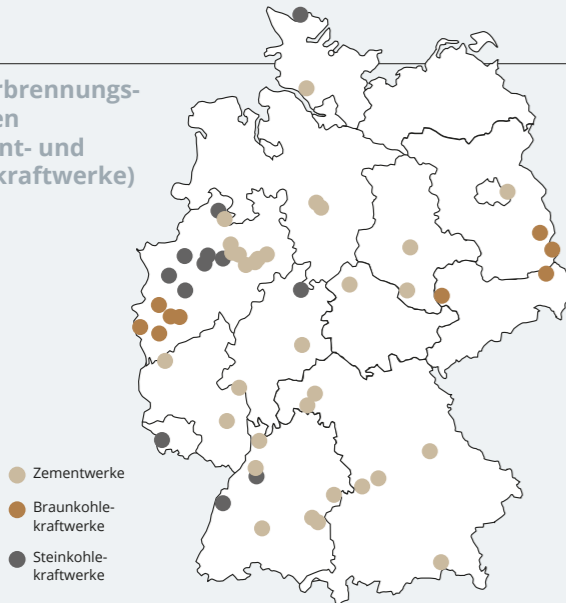 rbrennungs-
en
nt- und
kraftwerke)
Zementwerke
Braunkohle-
kraftwerke
Steinkohle-
kraftwerke